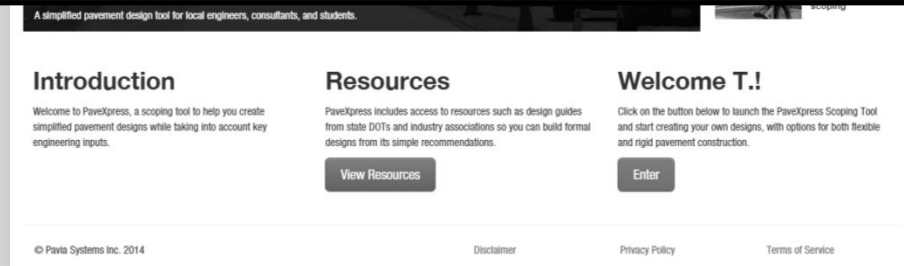 A simplified pavement design tool for local engineers, consultants, and students.
scoping
Introduction
Welcome to PaveXpress, a scoping tool to help you create
simplified pavement designs while taking into account key
engineering inputs.
Resources
PaveXpress includes access to resources such as design guides
from state DOTs and industry associations so you can build formal
designs from its simple recommendations.
View Resources
Welcome T.!
Click on the button below to launch the PaveXpress Scoping Tool
and start creating your own designs, with options for both flexible
and rigid pavement construction.
Enter
© Pavia Systems Inc. 2014
Disclaimer
Privacy Policy
Terms of Service